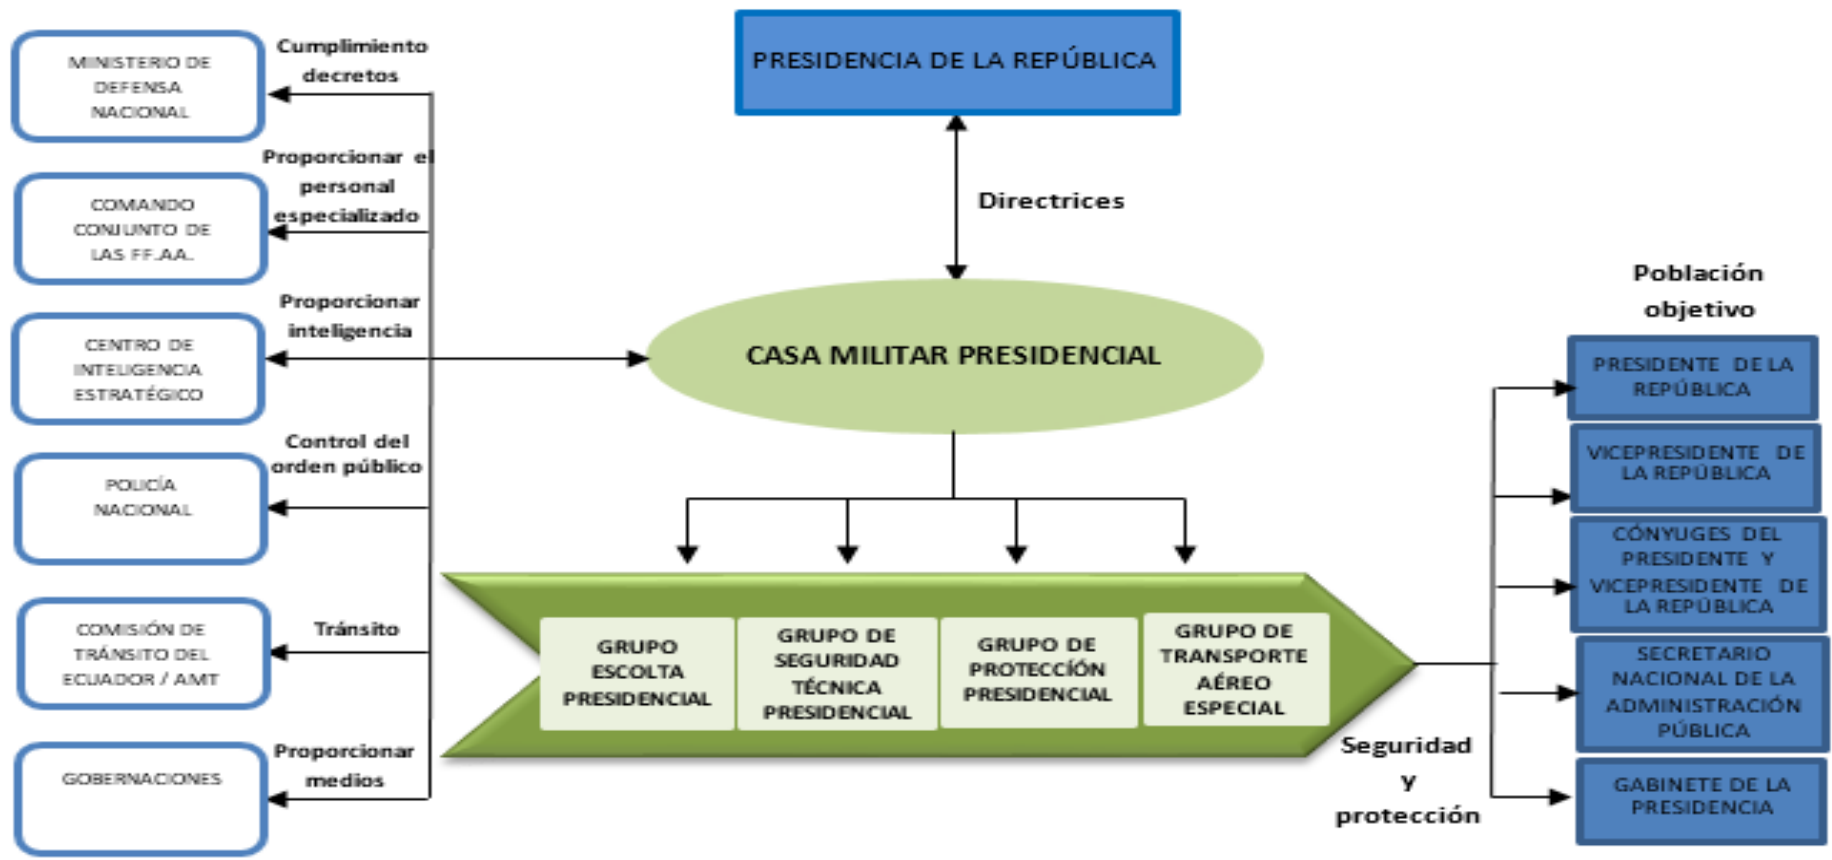 PRESIDENCIA DE LA REPÚBLICA
Directrices
CASA MILITAR PRESIDENCIAL
MINISTERIO DE
DEFENSA
NACIONAL
Cumplimiento
decretos
COMANDO
CONJUNTO DE
LAS FF.AA.
Proporcionar el
personal
especializado
CENTRO DE
INTELIGENCIA
ESTRATÉGICO
Proporcionar
inteligencia
POLICÍA
NACIONAL
Control del
orden público
COMISIÓN DE
TRÁNSITO DEL
ECUADOR / AMT
Tránsito
GOBERNACIONES
Proporcionar
medios
GRUPO
ESCOLTA
PRESIDENCIAL
GRUPO DE
SEGURIDAD
TÉCNICA
PRESIDENCIAL
GRUPO DE
PROTECCÍÓN
PRESIDENCIAL
GRUPO DE
TRANSPORTE
AÉREO
ESPECIAL
Seguridad
y
protección
Población
objetivo
PRESIDENTE DE LA
REPÚBLICA
VICEPRESIDENTE DE
LA REPÚBLICA
CÓNYUGES DEL
PRESIDENTE Y
VICEPRESIDENTE DE
LA REPÚBLICA
SECRETARIO
NACIONAL DE LA
ADMINISTRACIÓN
PÚBLICA
GABINETE DE LA
PRESIDENCIA